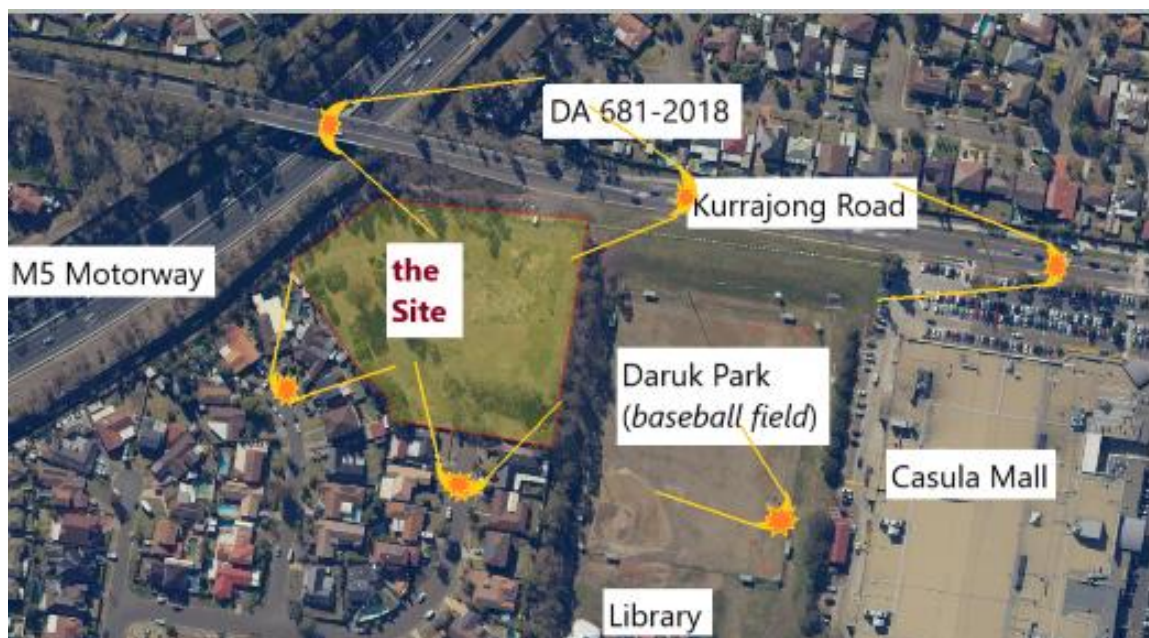 DA 681-2018
Kurrajong Road
M5 Motorway
the
Site
Daruk Park
(baseball field)
Casula Mall
Library